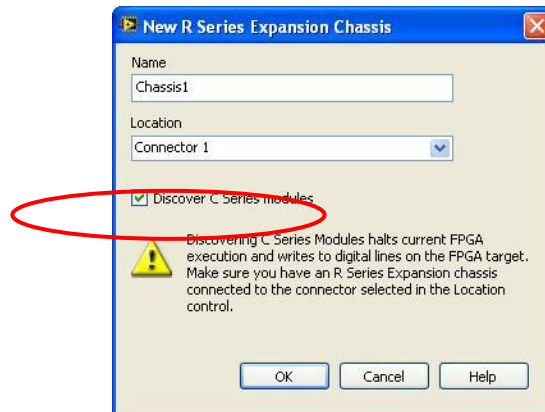 New R Series Expansion Chassis
Name
Chassis1
Location
Connector 1
Discover C Series modules
Discovering C Series Modules halts current FPGA
execution and writes to digital lines on the FPGA target.
Make sure you have an R Series Expansion chassis
connected to the connector selected in the Location
control.
OK Cancel Help